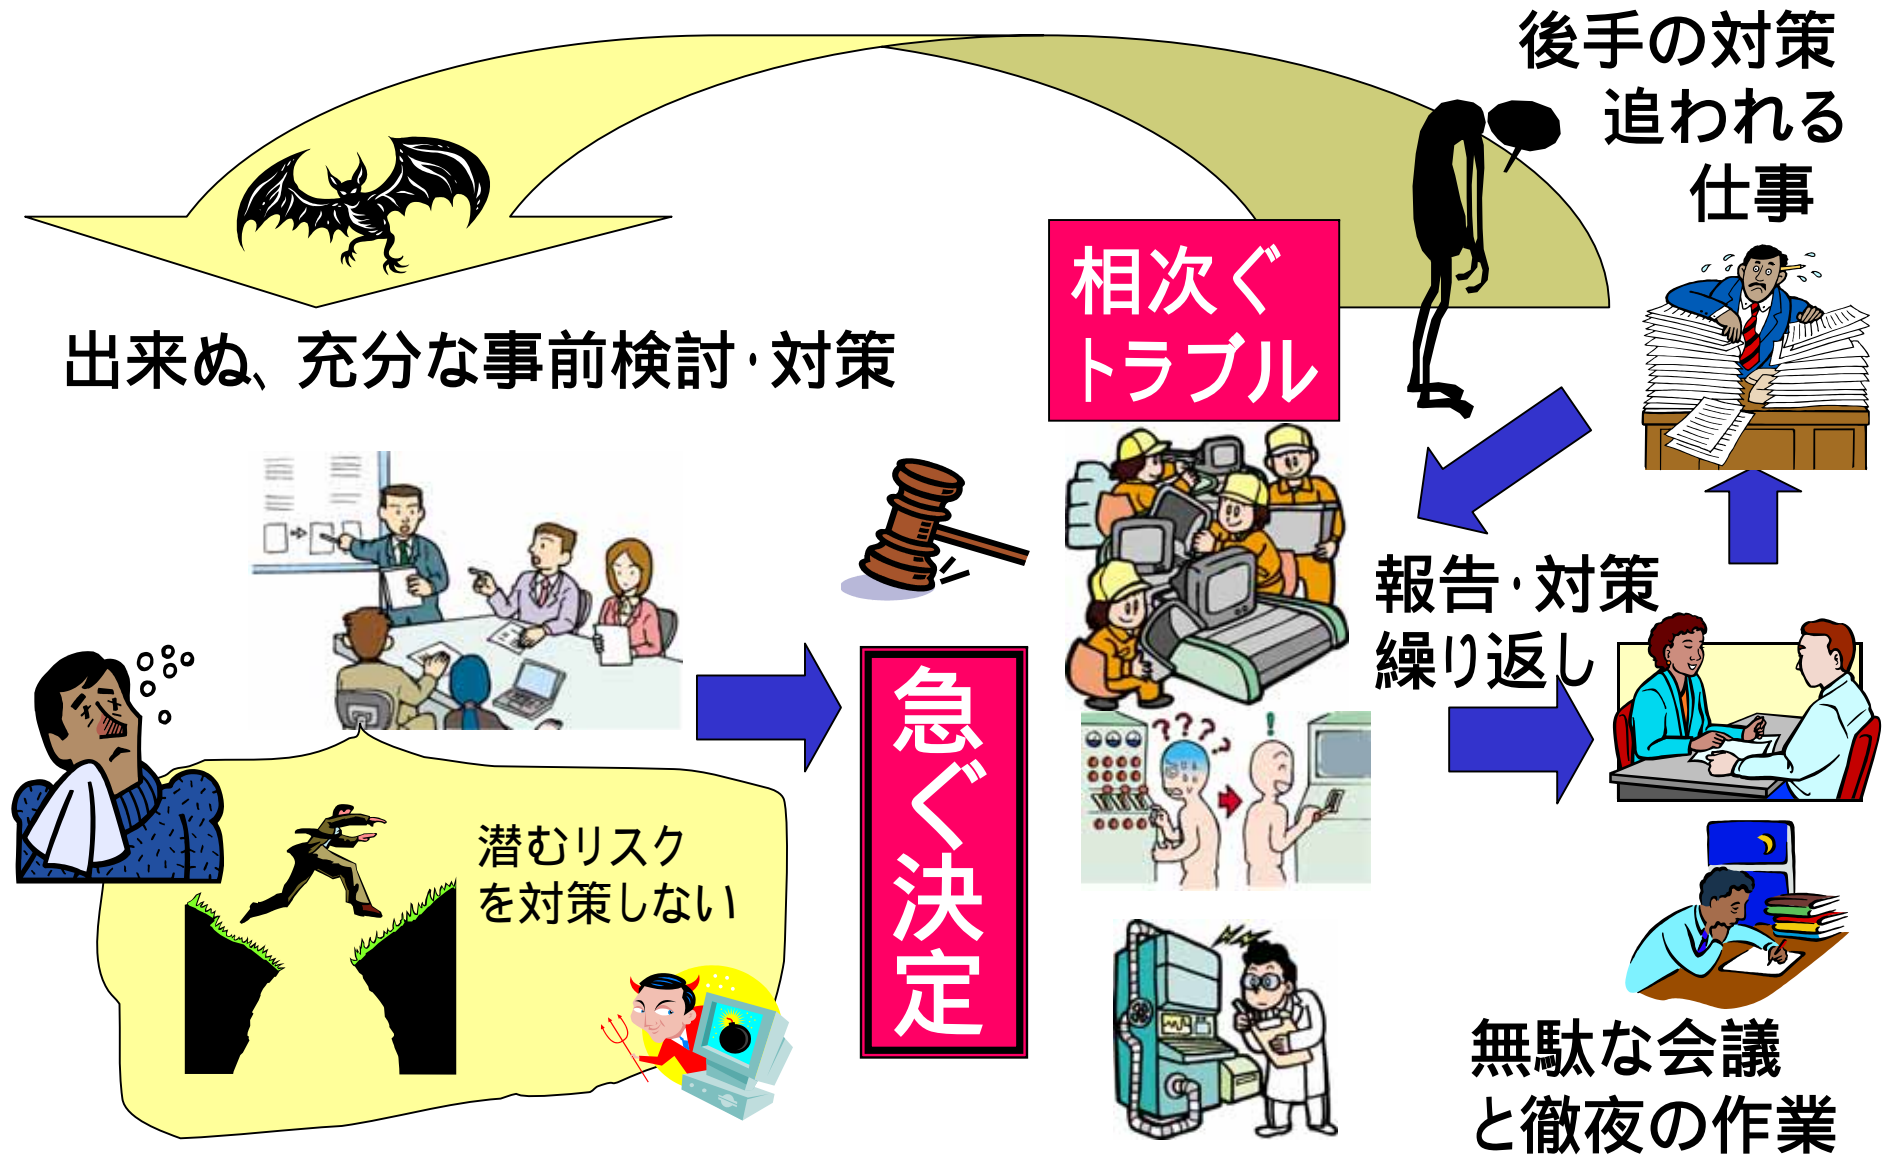 後手の対策
追われる
仕事
相次ぐ
トラブル
出来ぬ、充分な事前検討・対策
報告・対策
繰り返し
急ぐ決定
潜むリスク
を対策しない
???? !
無駄な会議
と徹夜の作業